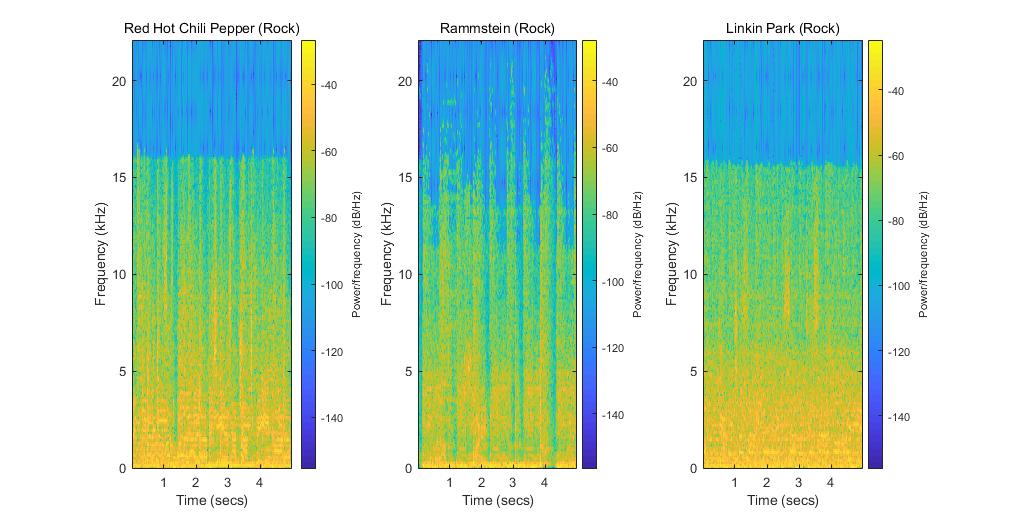 Red Hot Chili Pepper (Rock)
20
15
10
5
0
Frequency (kHz)
1 2 3 4
Time (secs)
-40
-60
-80
-100
-120
-140
Power/frequency (dB/Hz)
Rammstein (Rock)
20
15
10
5
0
Frequency (kHz)
1 2 3 4
Time (secs)
-40
-60
-80
-100
-120
-140
Power/frequency (dB/Hz)
Linkin Park (Rock)
20
15
10
5
0
Frequency (kHz)
1 2 3 4
Time (secs)
-40
-60
-80
-100
-120
-140
Power/frequency (dB/Hz)